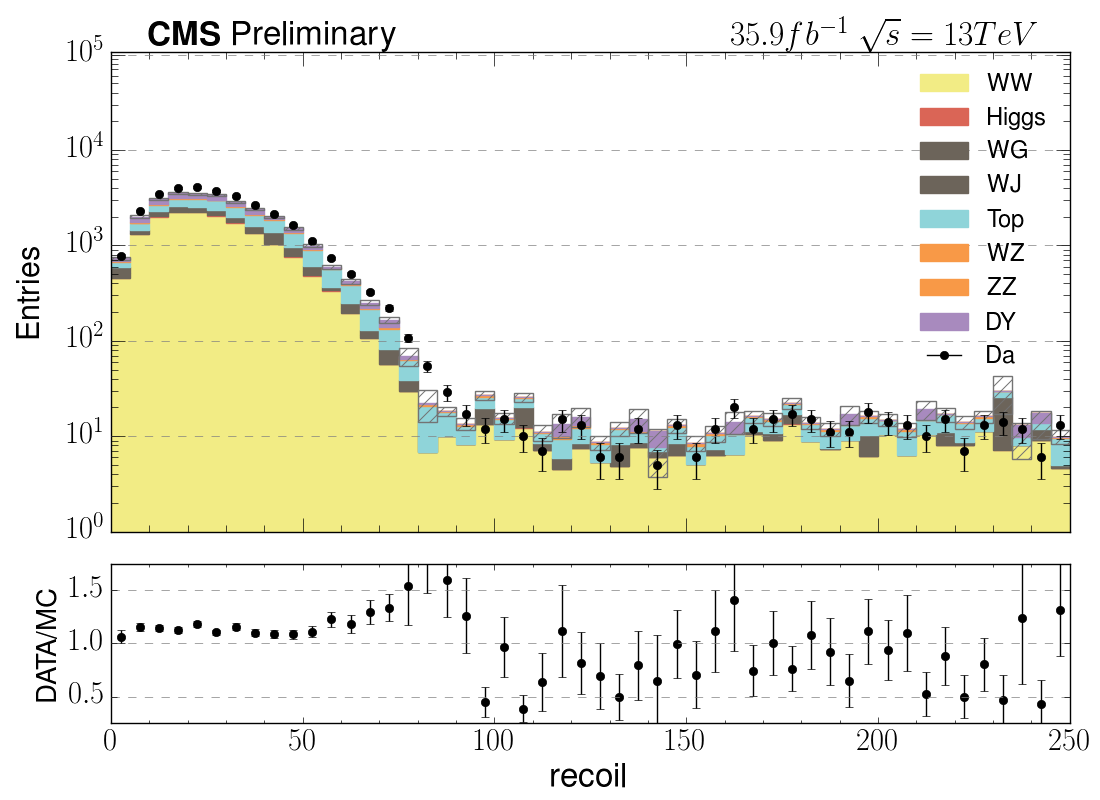 CMS Preliminary 35.9fb⁻¹ √s = 13TeV
10⁵
10⁴
10³
10²
10¹
10⁰
Entries
WW
Higgs
WG
WJ
Top
WZ
ZZ
DY
Da
1.5
1.0
0.5
DATA/MC
0 50 100 150 200 250
recoil